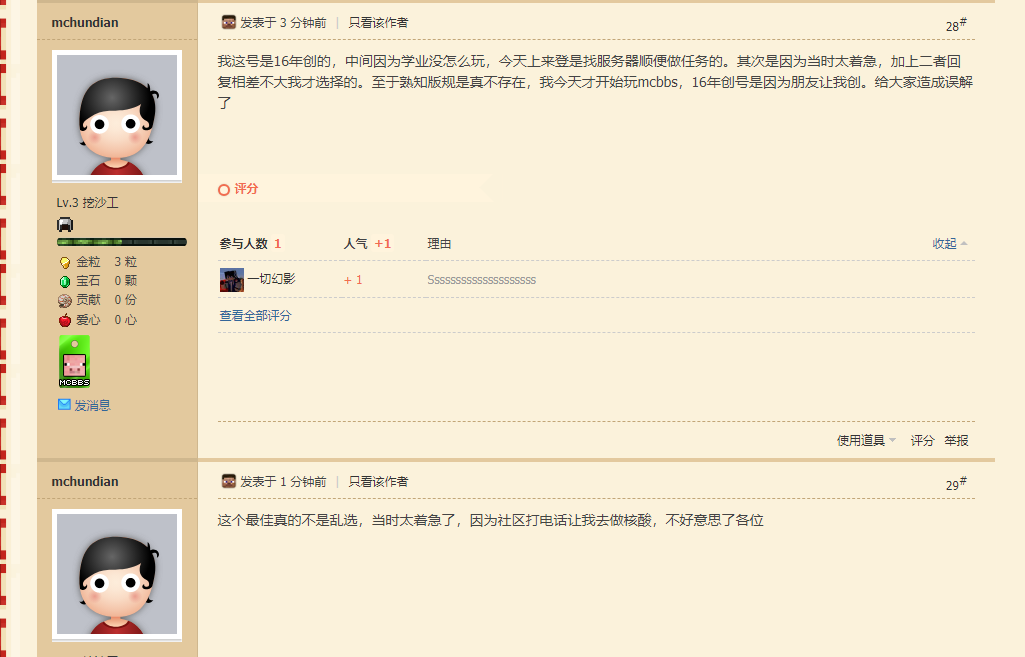 mchundian
发表于 3 分钟前 | 只看该作者
28#
我这号是16年创的，中间因为学业没怎么玩，今天上来登是找服务器顺便做任务的。其次是因为当时太着急，加上二者回
复相差不大我才选择的。至于熟知版规是真不存在，我今天才开始玩mcbbs，16年创号是因为朋友让我创。给大家造成误解
了
评分
Lv.3 挖沙工
参与人数 1 人气 +1 理由 收起
金粒 3 粒
宝石 0 颗
贡献 0 份
爱心 0 心
一切幻影 + 1 Sssssssssssssssssssss
查看全部评分
MCBBS
发消息
使用道具 评分 举报
mchundian
发表于 1 分钟前 | 只看该作者
29#
这个最佳真的不是乱选，当时太着急了，因为社区打电话让我去做核酸，不好意思了各位